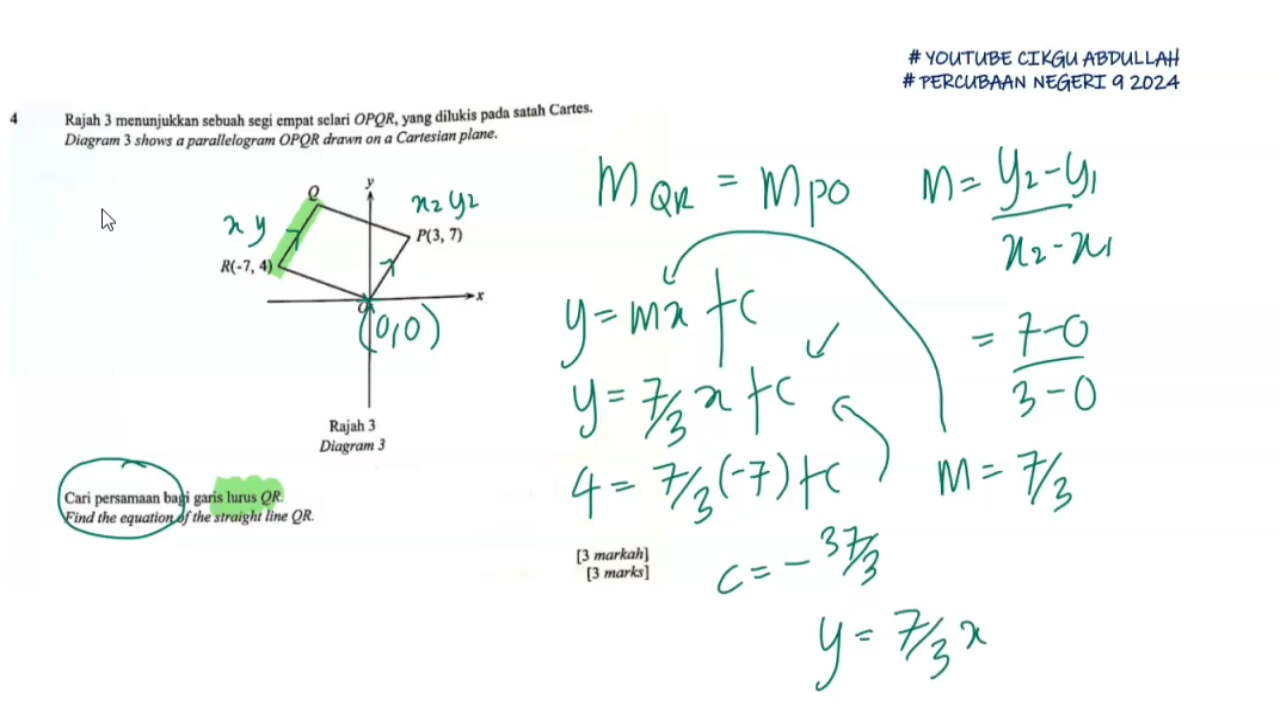 # YOUTUBE CIKGU ABDULLAH
# PERCUBAAN NEGERI 9 2024
4
Rajah 3 menunjukkan sebuah segi empat selari OPQR, yang dilukis pada satah Cartes.
Diagram 3 shows a parallelogram OPQR drawn on a Cartesian plane.
Q
y
x2 y2
x y
P(3, 7)
R(-7, 4)
x
O
(0,0)
Rajah 3
Diagram 3
Cari persamaan bagi garis lurus QR.
Find the equation of the straight line QR.
[3 markah]
[3 marks]
m QR = m PO
y = mx + c
y = 7/3 x + c
4 = 7/3 (-7) + c
c = - 37/3
y = 7/3 x
m = y2 - y1
x2 - x1
= 7-0
3-0
m = 7/3